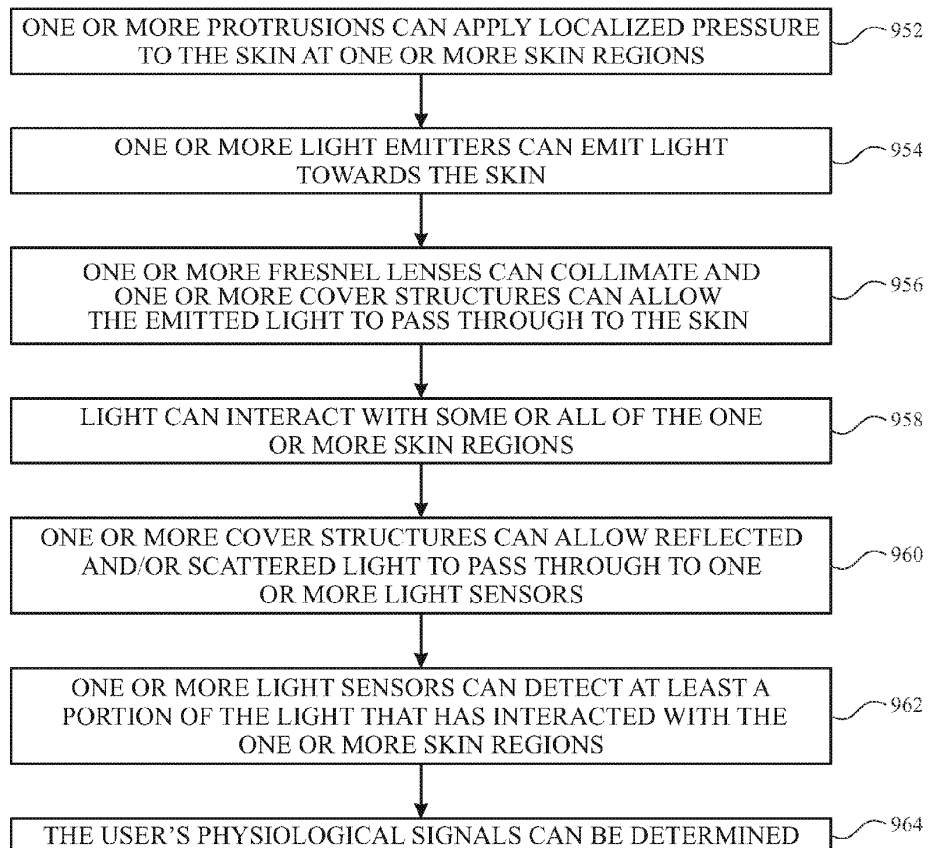 ONE OR MORE PROTRUSIONS CAN APPLY LOCALIZED PRESSURE
TO THE SKIN AT ONE OR MORE SKIN REGIONS
952
ONE OR MORE LIGHT EMITTERS CAN EMIT LIGHT
TOWARDS THE SKIN
954
ONE OR MORE FRESNEL LENSES CAN COLLIMATE AND
ONE OR MORE COVER STRUCTURES CAN ALLOW
THE EMITTED LIGHT TO PASS THROUGH TO THE SKIN
956
LIGHT CAN INTERACT WITH SOME OR ALL OF THE ONE
OR MORE SKIN REGIONS
958
ONE OR MORE COVER STRUCTURES CAN ALLOW REFLECTED
AND/OR SCATTERED LIGHT TO PASS THROUGH TO ONE
OR MORE LIGHT SENSORS
960
ONE OR MORE LIGHT SENSORS CAN DETECT AT LEAST A
PORTION OF THE LIGHT THAT HAS INTERACTED WITH THE
ONE OR MORE SKIN REGIONS
962
THE USER'S PHYSIOLOGICAL SIGNALS CAN BE DETERMINED
964